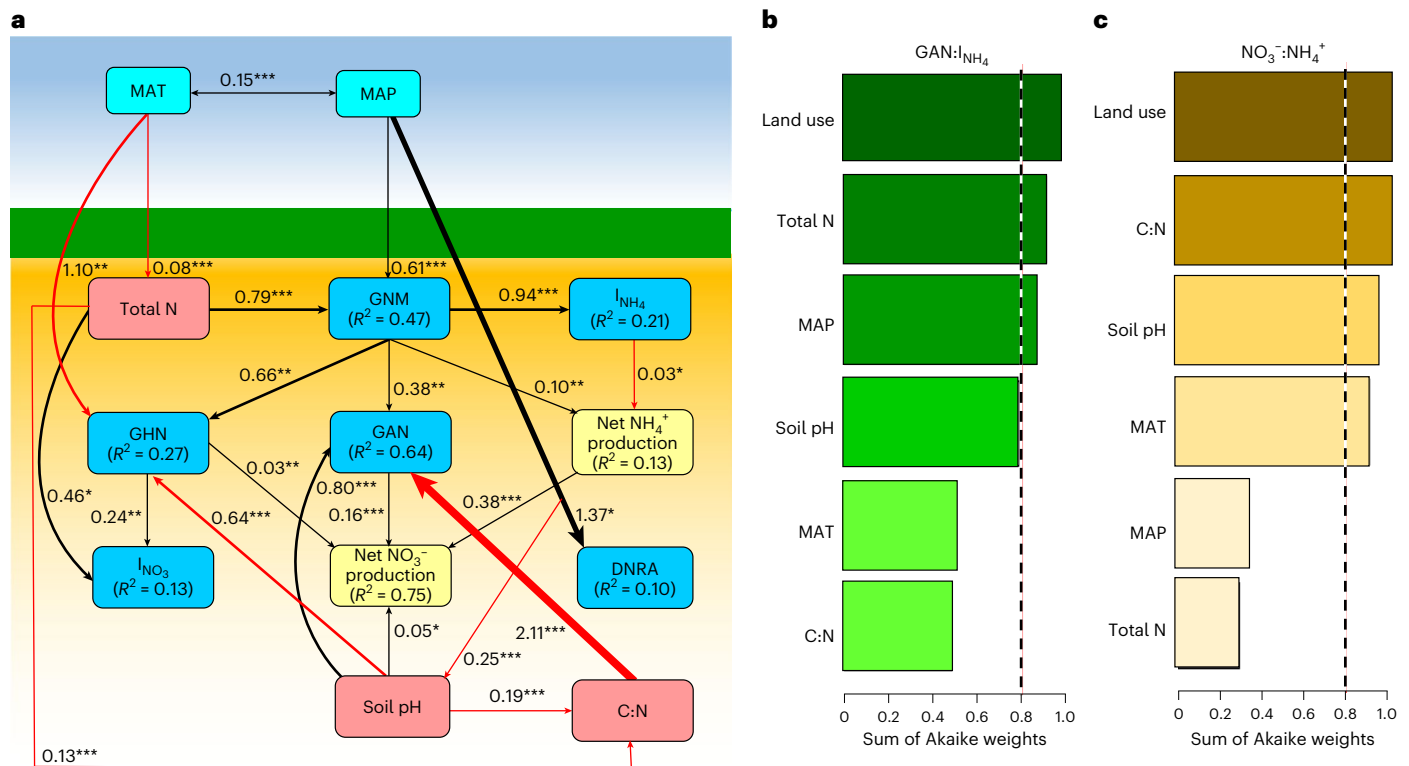 a
MAT
0.15***
MAP
1.10**
0.08***
0.61***
Total N
0.79***
GNM
(R² = 0.47)
0.94***
I_NH4
(R² = 0.21)
0.66**
0.38**
0.10**
0.03*
GHN
(R² = 0.27)
GAN
(R² = 0.64)
Net NH₄⁺
production
(R² = 0.13)
0.03**
0.80***
0.38***
0.46*
0.24**
0.64***
0.16***
1.37*
I_NO3
(R² = 0.13)
Net NO₃⁻
production
(R² = 0.75)
DNRA
(R² = 0.10)
0.05*
2.11***
0.25***
Soil pH
0.19***
C:N
0.13***
b
GAN:I_NH4
Land use
Total N
MAP
Soil pH
MAT
C:N
0 0.2 0.4 0.6 0.8 1.0
Sum of Akaike weights
c
NO₃⁻:NH₄⁺
Land use
C:N
Soil pH
MAT
MAP
Total N
0 0.2 0.4 0.6 0.8 1.0
Sum of Akaike weights